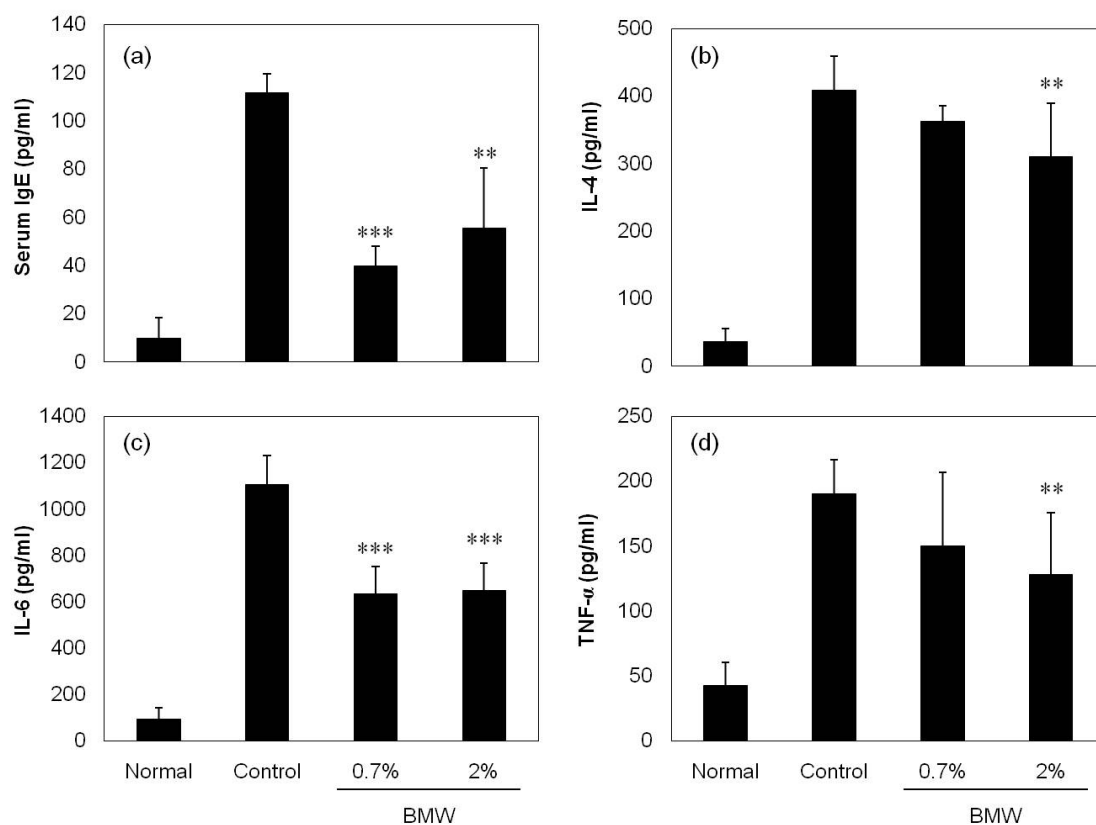 (a)
Serum IgE (pg/ml)
140
120
100
80
60
40
20
0
***
**
(b)
IL-4 (pg/ml)
500
400
300
200
100
0
**
(c)
IL-6 (pg/ml)
1400
1200
1000
800
600
400
200
0
***
***
Normal Control 0.7% 2%
BMW
(d)
TNF-α (pg/ml)
250
200
150
100
50
0
**
Normal Control 0.7% 2%
BMW